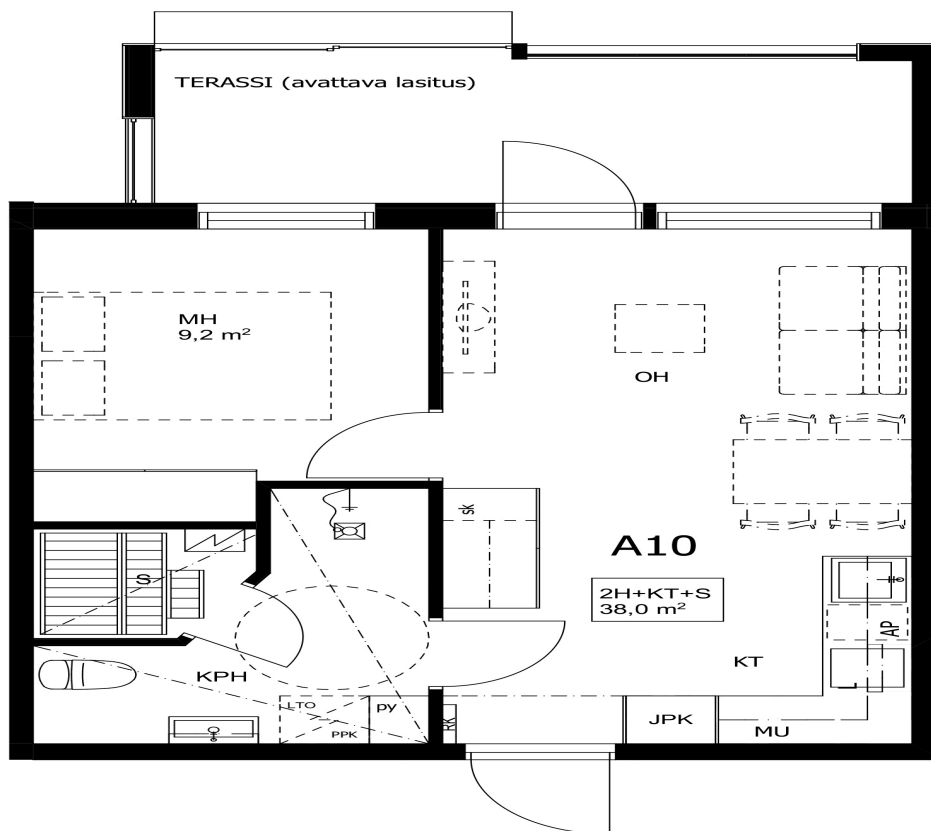 TERASSI (avattava lasitus)
MH
9,2 m²
OH
sk
A10
2H+KT+S
38,0 m²
S
AP
KT
KPH
L
LTO
PPK
py
RK
JPK
MU